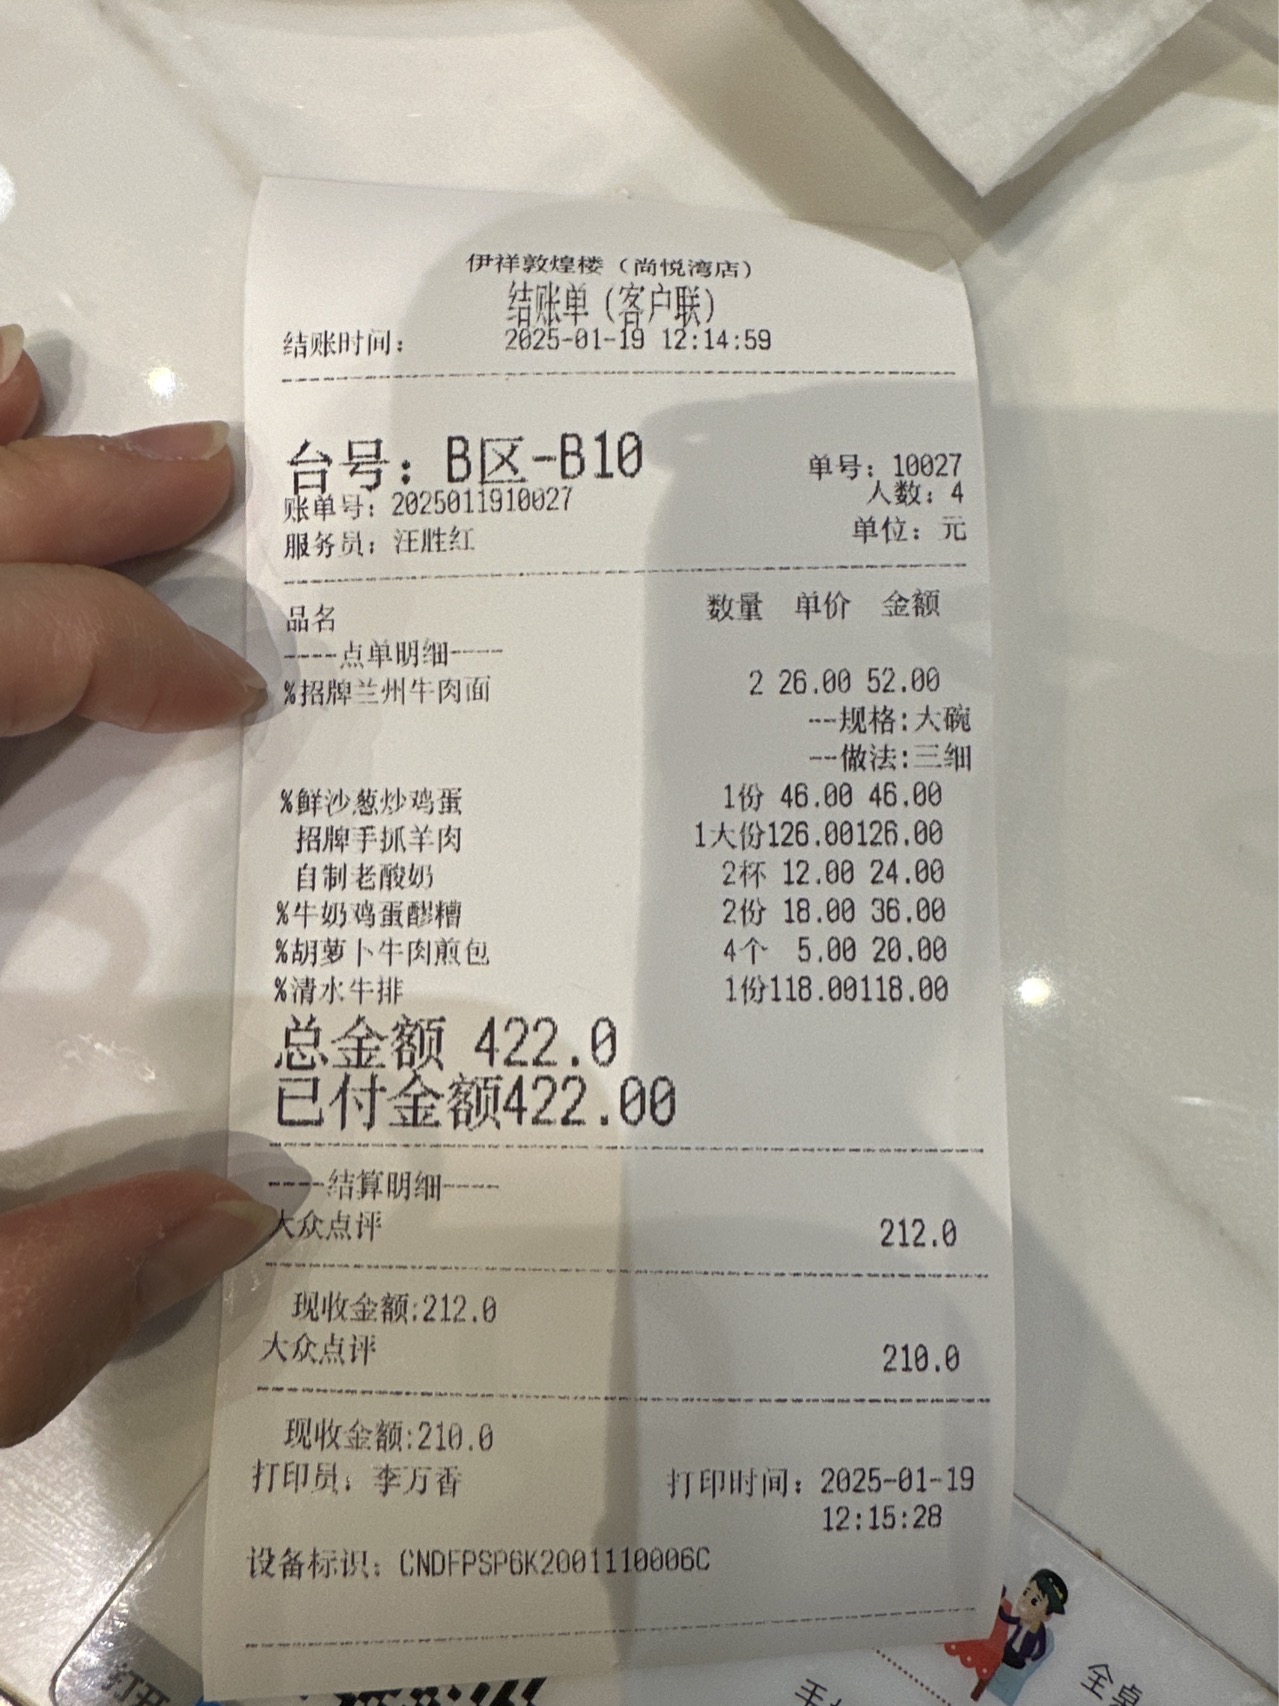 伊祥敦煌楼（尚悦湾店）
结账单（客户联）
结账时间： 2025-01-19 12:14:59
台号：B区-B10 单号：10027
账单号：2025011910027 人数：4
服务员：汪胜红 单位：元
品名 数量 单价 金额
----点单明细----
%招牌兰州牛肉面 2 26.00 52.00
--规格:大碗
--做法:三细
%鲜沙葱炒鸡蛋 1份 46.00 46.00
招牌手抓羊肉 1大份126.00126.00
自制老酸奶 2杯 12.00 24.00
%牛奶鸡蛋醪糟 2份 18.00 36.00
%胡萝卜牛肉煎包 4个 5.00 20.00
%清水牛排 1份118.00118.00
总金额 422.0
已付金额422.00
----结算明细----
大众点评 212.0
现收金额:212.0
大众点评 210.0
现收金额:210.0
打印员：李万香 打印时间：2025-01-19
12:15:28
设备标识：CNDFPSP6K2001110006C
打开
全桌